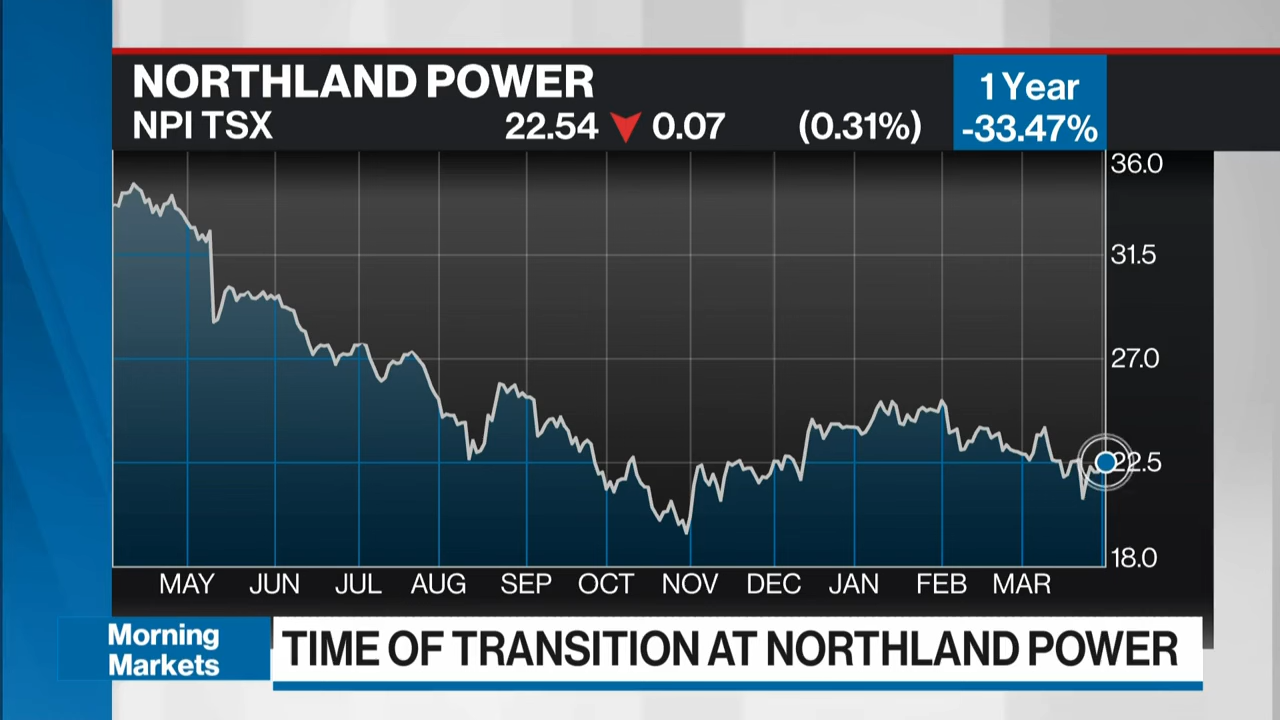 NORTHLAND POWER
NPI TSX 22.54 0.07 (0.31%)
1 Year
-33.47%
36.0
31.5
27.0
22.5
18.0
MAY JUN JUL AUG SEP OCT NOV DEC JAN FEB MAR
Morning
Markets
TIME OF TRANSITION AT NORTHLAND POWER